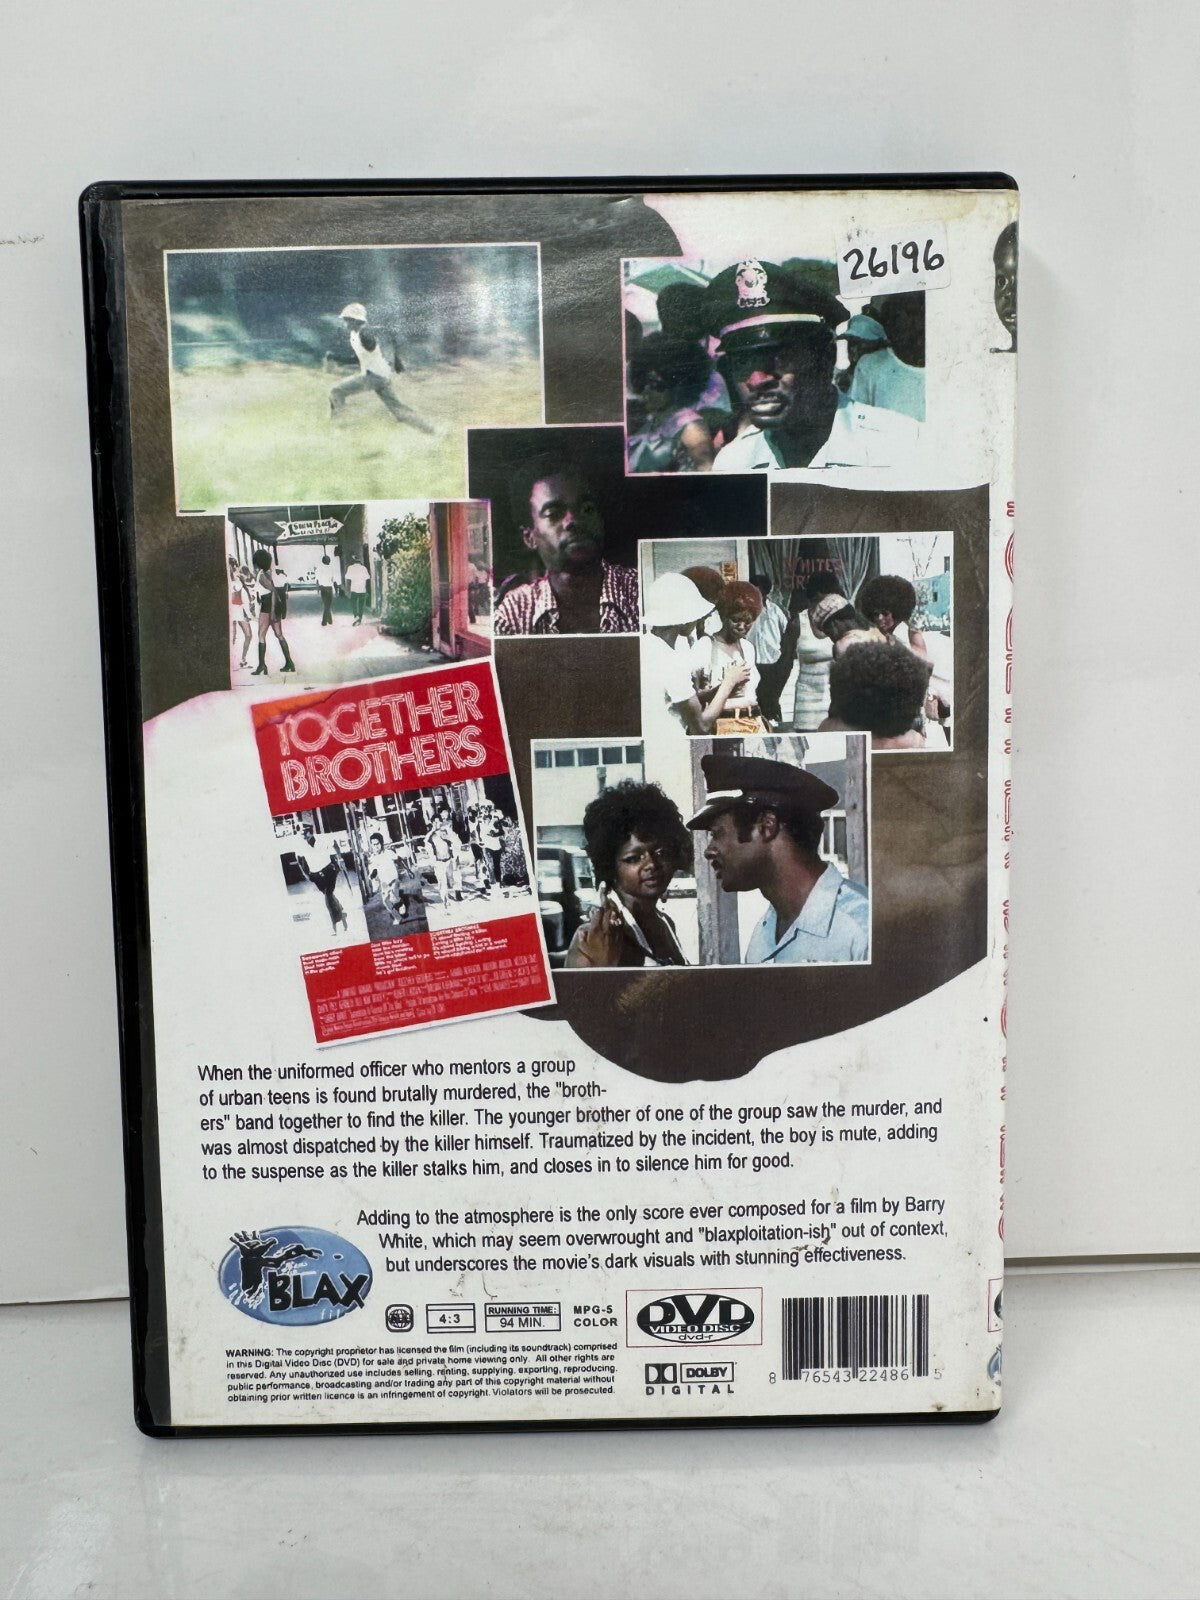 26196
WHITES
TOGETHER
BROTHERS
When the uniformed officer who mentors a group
of urban teens is found brutally murdered, the "broth-
ers" band together to find the killer. The younger brother of one of the group saw the murder, and
was almost dispatched by the killer himself. Traumatized by the incident, the boy is mute, adding
to the suspense as the killer stalks him, and closes in to silence him for good.
Adding to the atmosphere is the only score ever composed for a film by Barry
White, which may seem overwrought and "blaxploitation-ish" out of context,
but underscores the movie's dark visuals with stunning effectiveness.
BLAX
film
ALL
4:3
RUNNING TIME:
94 MIN.
MPG-5
COLOR
DVD
VIDEO DISC
dvd-r
DOLBY
DIGITAL
8 76543 22486 5
WARNING: The copyright proprietor has licensed the film (including its soundtrack) comprised
in this Digital Video Disc (DVD) for sale and private home viewing only. All other rights are
reserved. Any unauthorized use includes selling, renting, supplying, exporting, reproducing,
public performance, broadcasting and/or trading any part of this copyright material without
obtaining prior written licence is an infringement of copyright. Violators will be prosecuted.